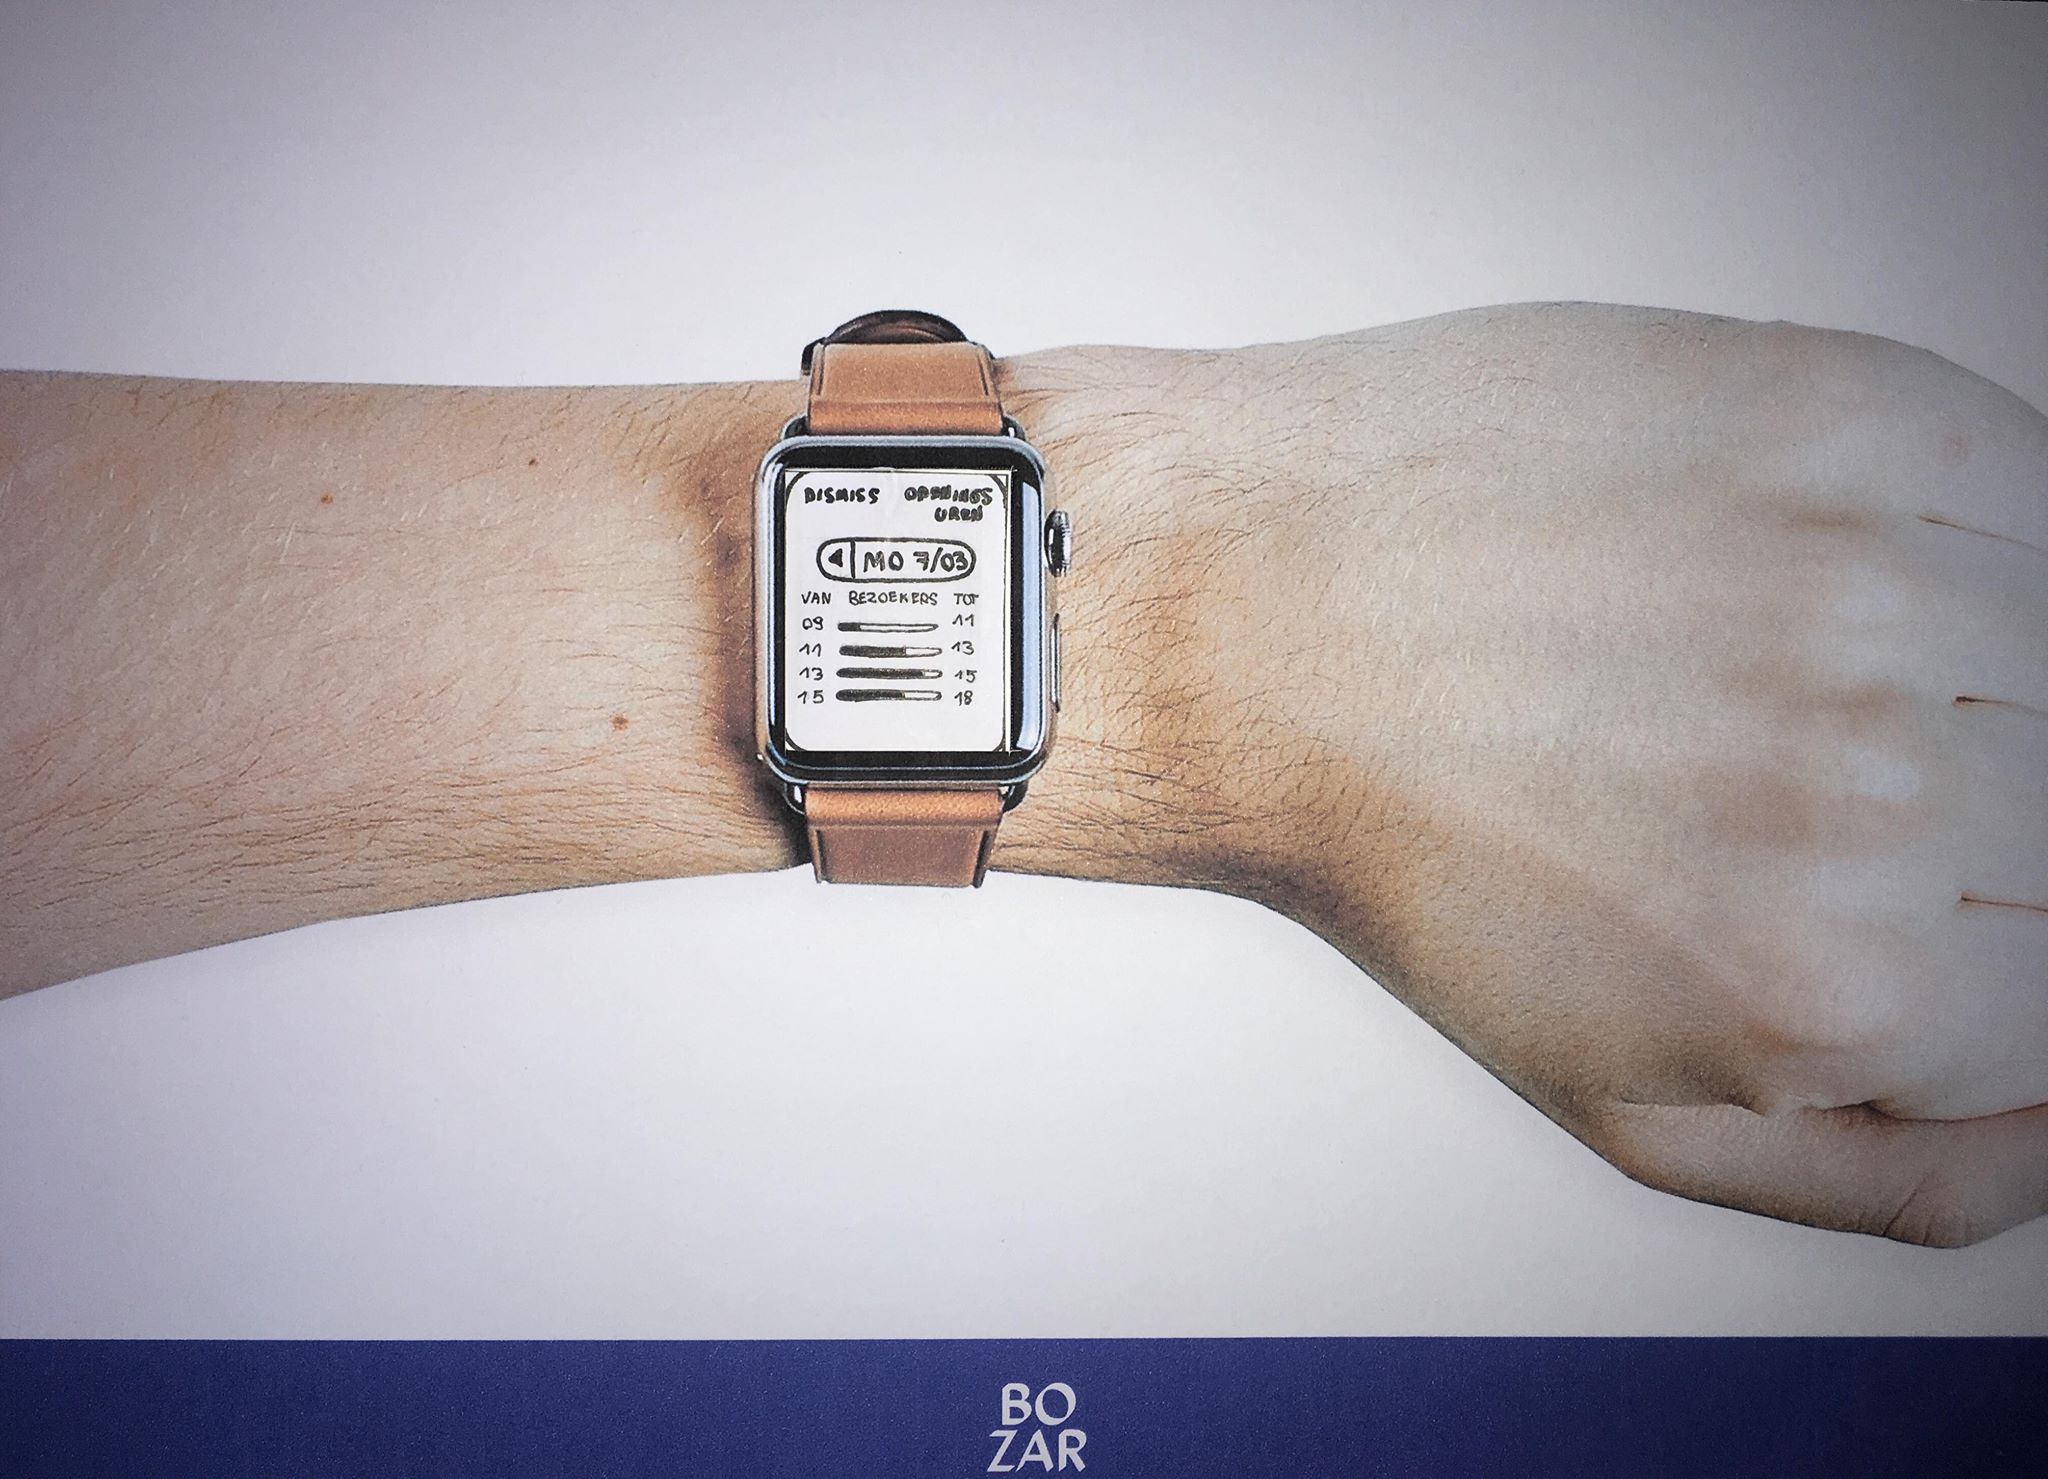 DISMISS OPENINGS
UREN
MO 7/03
VAN BEZOEKERS TOT
09 11
11 13
13 15
15 18
BO
ZAR